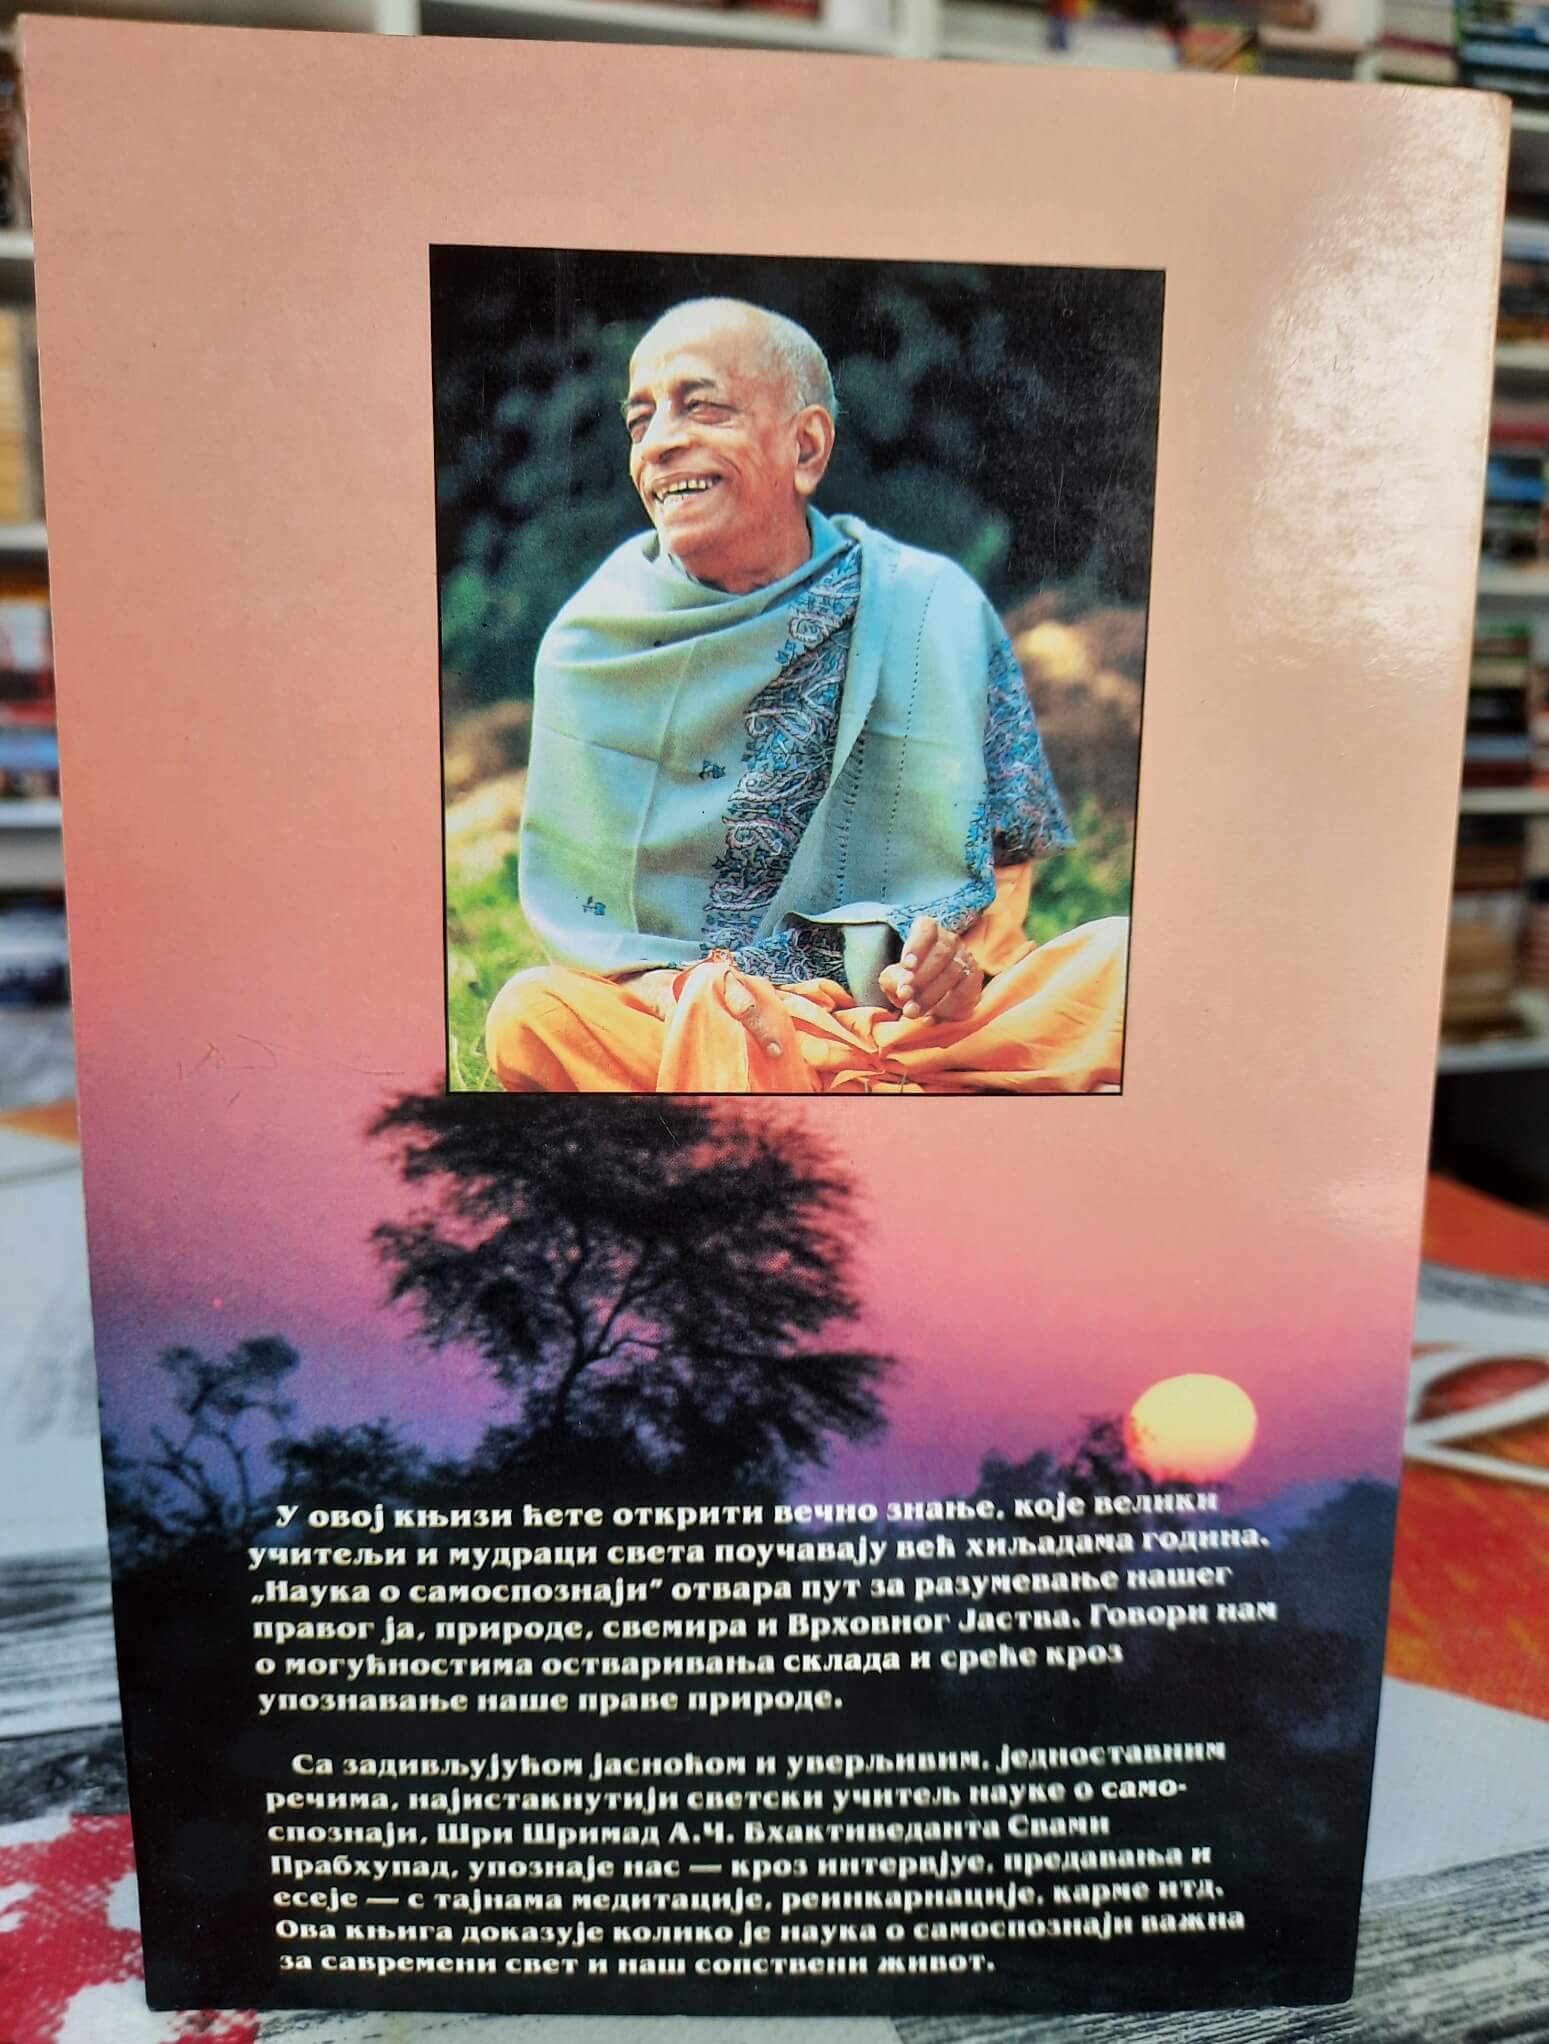 У овој књизи ћете открити вечно знање, које велики
учитељи и мудраци света поучавају већ хиљадама година.
„Наука о самоспознаји” отвара пут за разумевање нашег
правог ја, природе, свемира и Врховног Јаства. Говори нам
о могућностима остваривања склада и среће кроз
упознавање наше праве природе.
Са задивљујућом јасноћом и уверљивим, једноставним
речима, најистакнутији светски учитељ науке о само-
спознаји, Шри Шримад А.Ч. Бхактиведанта Свами
Прабхупад, упознаје нас — кроз интервјуе, предавања и
есеје — с тајнама медитације, реинкарнације, карме итд.
Ова књига доказује колико је наука о самоспознаји важна
за савремени свет и наш сопствени живот.